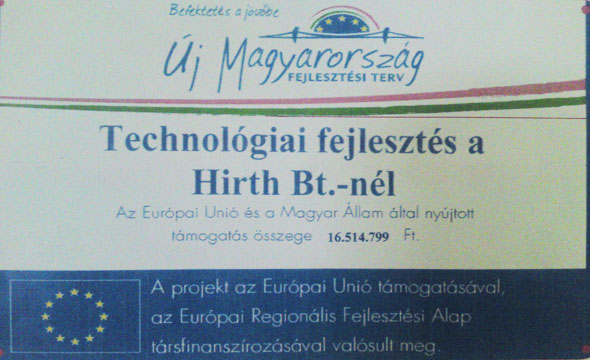 Befektetés a jövőbe
Új Magyarország
FEJLESZTÉSI TERV
Technológiai fejlesztés a
Hirth Bt.-nél
Az Európai Unió és a Magyar Állam által nyújtott
támogatás összege 16.514.799 Ft.
A projekt az Európai Unió támogatásával,
az Európai Regionális Fejlesztési Alap
társfinanszírozásával valósult meg.